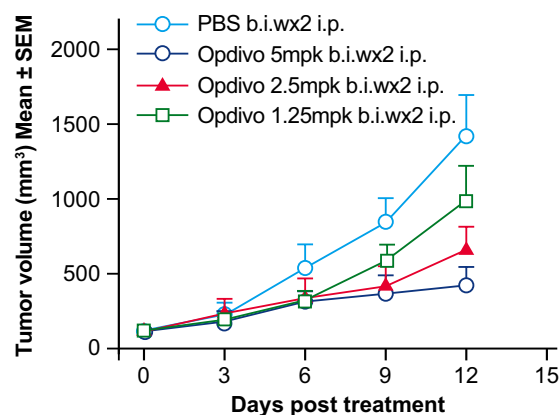 PBS b.i.wx2 i.p.
Opdivo 5mpk b.i.wx2 i.p.
Opdivo 2.5mpk b.i.wx2 i.p.
Opdivo 1.25mpk b.i.wx2 i.p.
Tumor volume (mm³) Mean ± SEM
2000
1500
1000
500
0
0 3 6 9 12 15
Days post treatment